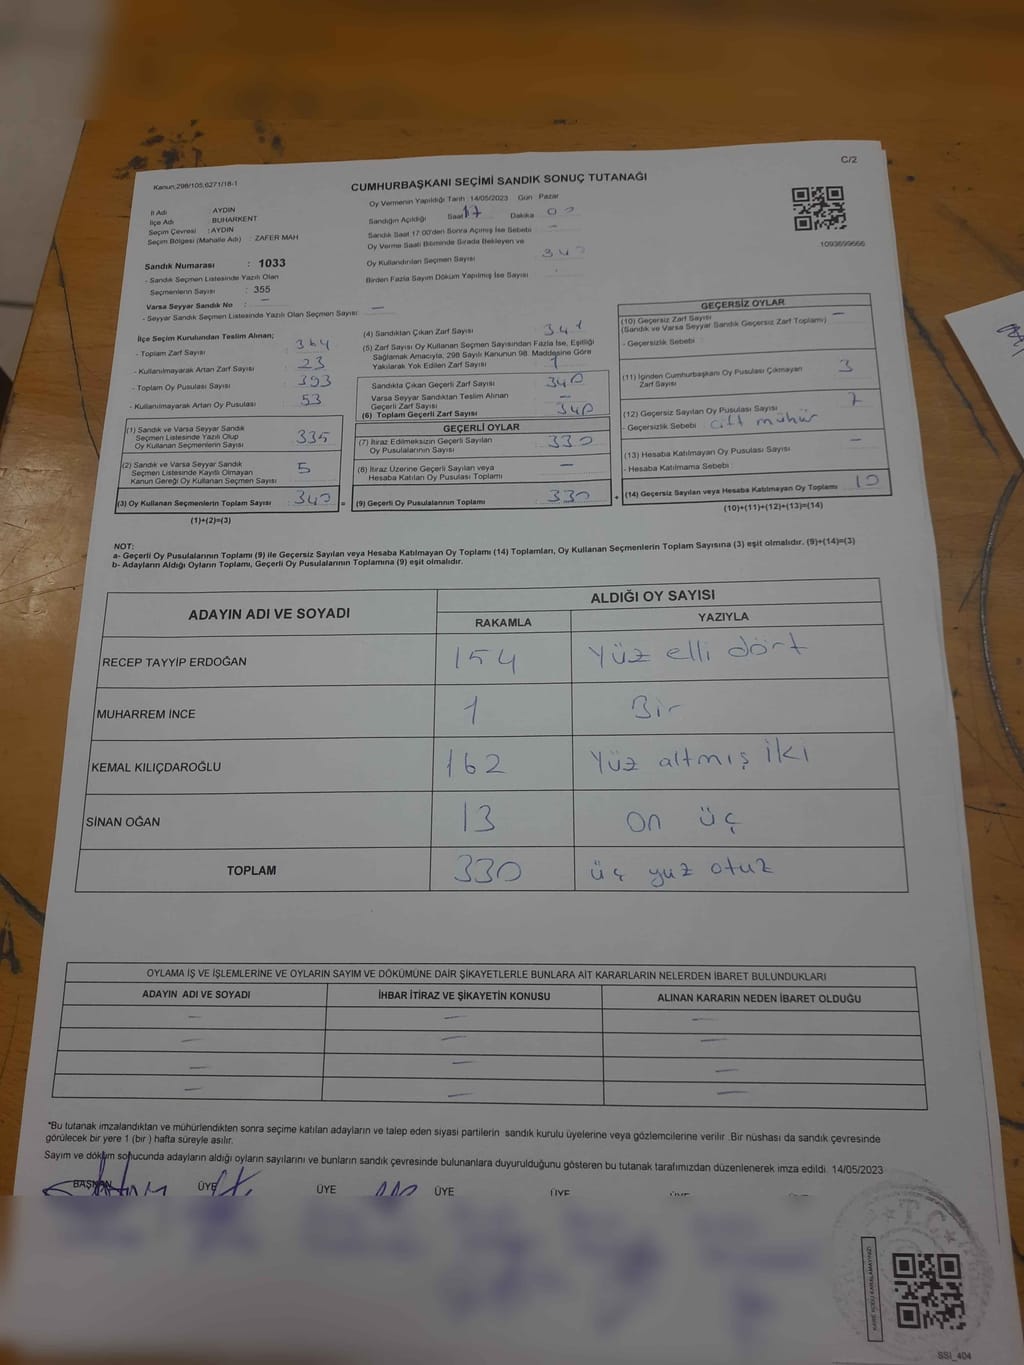 C/2
Kanun:298/105,6271/18-1
CUMHURBAŞKANI SEÇİMİ SANDIK SONUÇ TUTANAĞI
İl Adı : AYDIN
İlçe Adı : BUHARKENT
Seçim Çevresi : AYDIN
Seçim Bölgesi (Mahalle Adı) : ZAFER MAH
Sandık Numarası : 1033
- Sandık Seçmen Listesinde Yazılı Olan
Seçmenlerin Sayısı : 355
Varsa Seyyar Sandık No : —
- Seyyar Sandık Seçmen Listesinde Yazılı Olan Seçmen Sayısı : —
Oy Vermenin Yapıldığı Tarih 14/05/2023 Gün Pazar
Sandığın Açıldığı Saat 17 Dakika 00
Sandık Saat 17:00'den Sonra Açımış İse Sebebi —
Oy Verme Saati Bitiminde Sırada Bekleyen ve
Oy Kullandırılan Seçmen Sayısı 340
Birden Fazla Sayım Döküm Yapılmış İse Sayısı
1093699666
İlçe Seçim Kurulundan Teslim Alınan;
- Toplam Zarf Sayısı 364
- Kullanılmayarak Artan Zarf Sayısı 23
- Toplam Oy Pusulası Sayısı 393
- Kullanılmayarak Artan Oy Pusulası 53
(1) Sandık ve Varsa Seyyar Sandık
Seçmen Listesinde Yazılı Olup
Oy Kullanan Seçmenlerin Sayısı 335
(2) Sandık ve Varsa Seyyar Sandık
Seçmen Listesinde Kayıtlı Olmayan
Kanun Gereği Oy Kullanan Seçmen Sayısı 5
(3) Oy Kullanan Seçmenlerin Toplam Sayısı 340 =
(1)+(2)=(3)
(4) Sandıktan Çıkan Zarf Sayısı 341
(5) Zarf Sayısı Oy Kullanan Seçmen Sayısından Fazla İse, Eşitliği
Sağlamak Amacıyla, 298 Sayılı Kanunun 98. Maddesine Göre
Yakılarak Yok Edilen Zarf Sayısı 1
Sandıkta Çıkan Geçerli Zarf Sayısı 340
Varsa Seyyar Sandıktan Teslim Alınan
Geçerli Zarf Sayısı —
(6) Toplam Geçerli Zarf Sayısı 340
GEÇERLİ OYLAR
(7) İtiraz Edilmeksizin Geçerli Sayılan
Oy Pusulalarının Sayısı 330
(8) İtiraz Üzerine Geçerli Sayılan veya
Hesaba Katılan Oy Pusulası Toplamı —
(9) Geçerli Oy Pusulalarının Toplamı 330 +
GEÇERSİZ OYLAR
(10) Geçersiz Zarf Sayısı
(Sandık ve Varsa Seyyar Sandık Geçersiz Zarf Toplamı) —
- Geçersizlik Sebebi
(11) İçinden Cumhurbaşkanı Oy Pusulası Çıkmayan
Zarf Sayısı 3
(12) Geçersiz Sayılan Oy Pusulası Sayısı 7
- Geçersizlik Sebebi çift mühür
(13) Hesaba Katılmayan Oy Pusulası Sayısı —
- Hesaba Katılmama Sebebi
(14) Geçersiz Sayılan veya Hesaba Katılmayan Oy Toplamı 10
(10)+(11)+(12)+(13)=(14)
NOT:
a- Geçerli Oy Pusulalarının Toplamı (9) ile Geçersiz Sayılan veya Hesaba Katılmayan Oy Toplamı (14) Toplamları, Oy Kullanan Seçmenlerin Toplam Sayısına (3) eşit olmalıdır. (9)+(14)=(3)
b- Adayların Aldığı Oyların Toplamı, Geçerli Oy Pusulalarının Toplamına (9) eşit olmalıdır.
ADAYIN ADI VE SOYADI ALDIĞI OY SAYISI
RAKAMLA YAZIYLA
RECEP TAYYİP ERDOĞAN 154 Yüz elli dört
MUHARREM İNCE 1 Bir
KEMAL KILIÇDAROĞLU 162 Yüz altmış İki
SİNAN OĞAN 13 on üç
TOPLAM 330 üç yuz otuz
OYLAMA İŞ VE İŞLEMLERİNE VE OYLARIN SAYIM VE DÖKÜMÜNE DAİR ŞİKAYETLERLE BUNLARA AİT KARARLARIN NELERDEN İBARET BULUNDUKLARI
ADAYIN ADI VE SOYADI İHBAR İTİRAZ VE ŞİKAYETİN KONUSU ALINAN KARARIN NEDEN İBARET OLDUĞU
— — —
— — —
— — —
— — —
*Bu tutanak imzalandıktan ve mühürlendikten sonra seçime katılan adayların ve talep eden siyasi partilerin sandık kurulu üyelerine veya gözlemcilerine verilir .Bir nüshası da sandık çevresinde
görülecek bir yere 1 (bir ) hafta süreyle asılır.
Sayım ve döküm sonucunda adayların aldığı oyların sayılarını ve bunların sandık çevresinde bulunanlara duyurulduğunu gösteren bu tutanak tarafımızdan düzenlenerek imza edildi. 14/05/2023
BAŞKAN ÜYE ÜYE ÜYE ÜYE
T.C.
KARE KODU KARALAMAYINIZ!
SSI_404